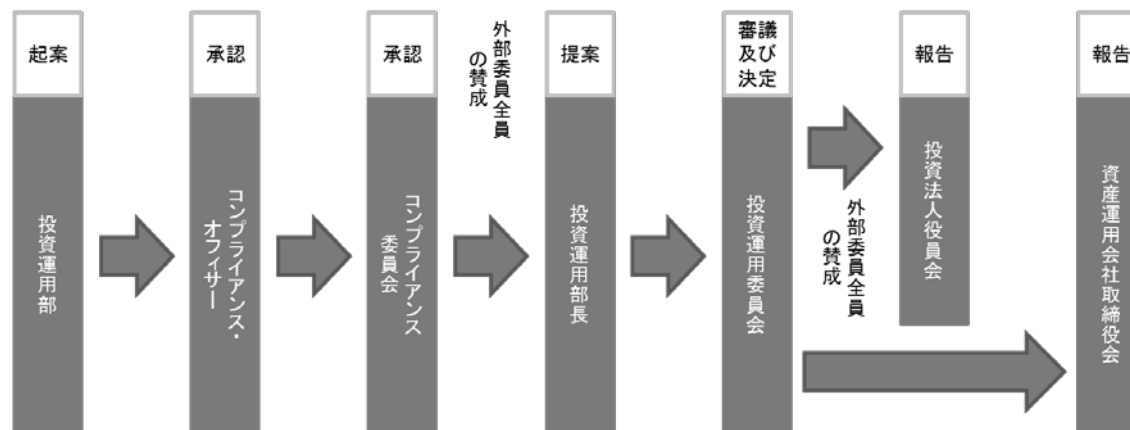 起案
投資運用部
承認
コンプライアンス・
オフィサー
承認
コンプライアンス
委員会
外部委員全員
の賛成
提案
投資運用部長
審議
及び
決定
投資運用委員会
外部委員全員
の賛成
報告
投資法人役員会
報告
資産運用会社取締役会